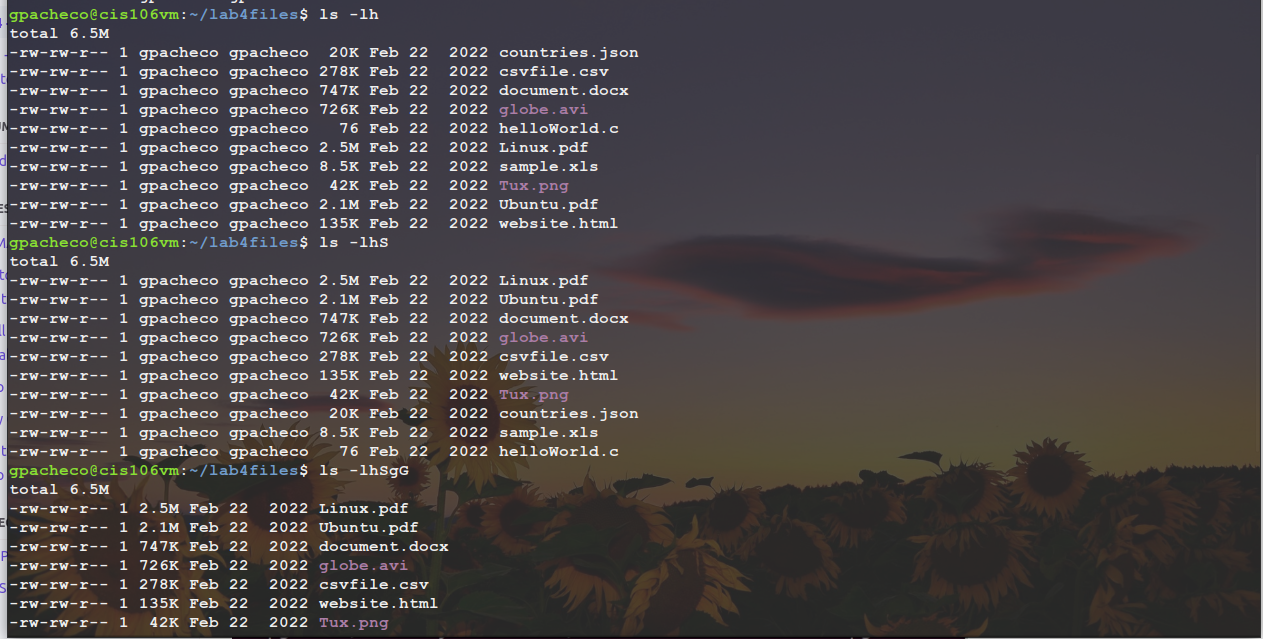 gpacheco@cis106vm:~/lab4files$ ls -lh
total 6.5M
-rw-rw-r-- 1 gpacheco gpacheco  20K Feb 22  2022 countries.json
-rw-rw-r-- 1 gpacheco gpacheco 278K Feb 22  2022 csvfile.csv
-rw-rw-r-- 1 gpacheco gpacheco 747K Feb 22  2022 document.docx
-rw-rw-r-- 1 gpacheco gpacheco 726K Feb 22  2022 globe.avi
-rw-rw-r-- 1 gpacheco gpacheco   76 Feb 22  2022 helloWorld.c
-rw-rw-r-- 1 gpacheco gpacheco 2.5M Feb 22  2022 Linux.pdf
-rw-rw-r-- 1 gpacheco gpacheco 8.5K Feb 22  2022 sample.xls
-rw-rw-r-- 1 gpacheco gpacheco  42K Feb 22  2022 Tux.png
-rw-rw-r-- 1 gpacheco gpacheco 2.1M Feb 22  2022 Ubuntu.pdf
-rw-rw-r-- 1 gpacheco gpacheco 135K Feb 22  2022 website.html
gpacheco@cis106vm:~/lab4files$ ls -lhS
total 6.5M
-rw-rw-r-- 1 gpacheco gpacheco 2.5M Feb 22  2022 Linux.pdf
-rw-rw-r-- 1 gpacheco gpacheco 2.1M Feb 22  2022 Ubuntu.pdf
-rw-rw-r-- 1 gpacheco gpacheco 747K Feb 22  2022 document.docx
-rw-rw-r-- 1 gpacheco gpacheco 726K Feb 22  2022 globe.avi
-rw-rw-r-- 1 gpacheco gpacheco 278K Feb 22  2022 csvfile.csv
-rw-rw-r-- 1 gpacheco gpacheco 135K Feb 22  2022 website.html
-rw-rw-r-- 1 gpacheco gpacheco  42K Feb 22  2022 Tux.png
-rw-rw-r-- 1 gpacheco gpacheco  20K Feb 22  2022 countries.json
-rw-rw-r-- 1 gpacheco gpacheco 8.5K Feb 22  2022 sample.xls
-rw-rw-r-- 1 gpacheco gpacheco   76 Feb 22  2022 helloWorld.c
gpacheco@cis106vm:~/lab4files$ ls -lhSgG
total 6.5M
-rw-rw-r-- 1 2.5M Feb 22  2022 Linux.pdf
-rw-rw-r-- 1 2.1M Feb 22  2022 Ubuntu.pdf
-rw-rw-r-- 1 747K Feb 22  2022 document.docx
-rw-rw-r-- 1 726K Feb 22  2022 globe.avi
-rw-rw-r-- 1 278K Feb 22  2022 csvfile.csv
-rw-rw-r-- 1 135K Feb 22  2022 website.html
-rw-rw-r-- 1  42K Feb 22  2022 Tux.png